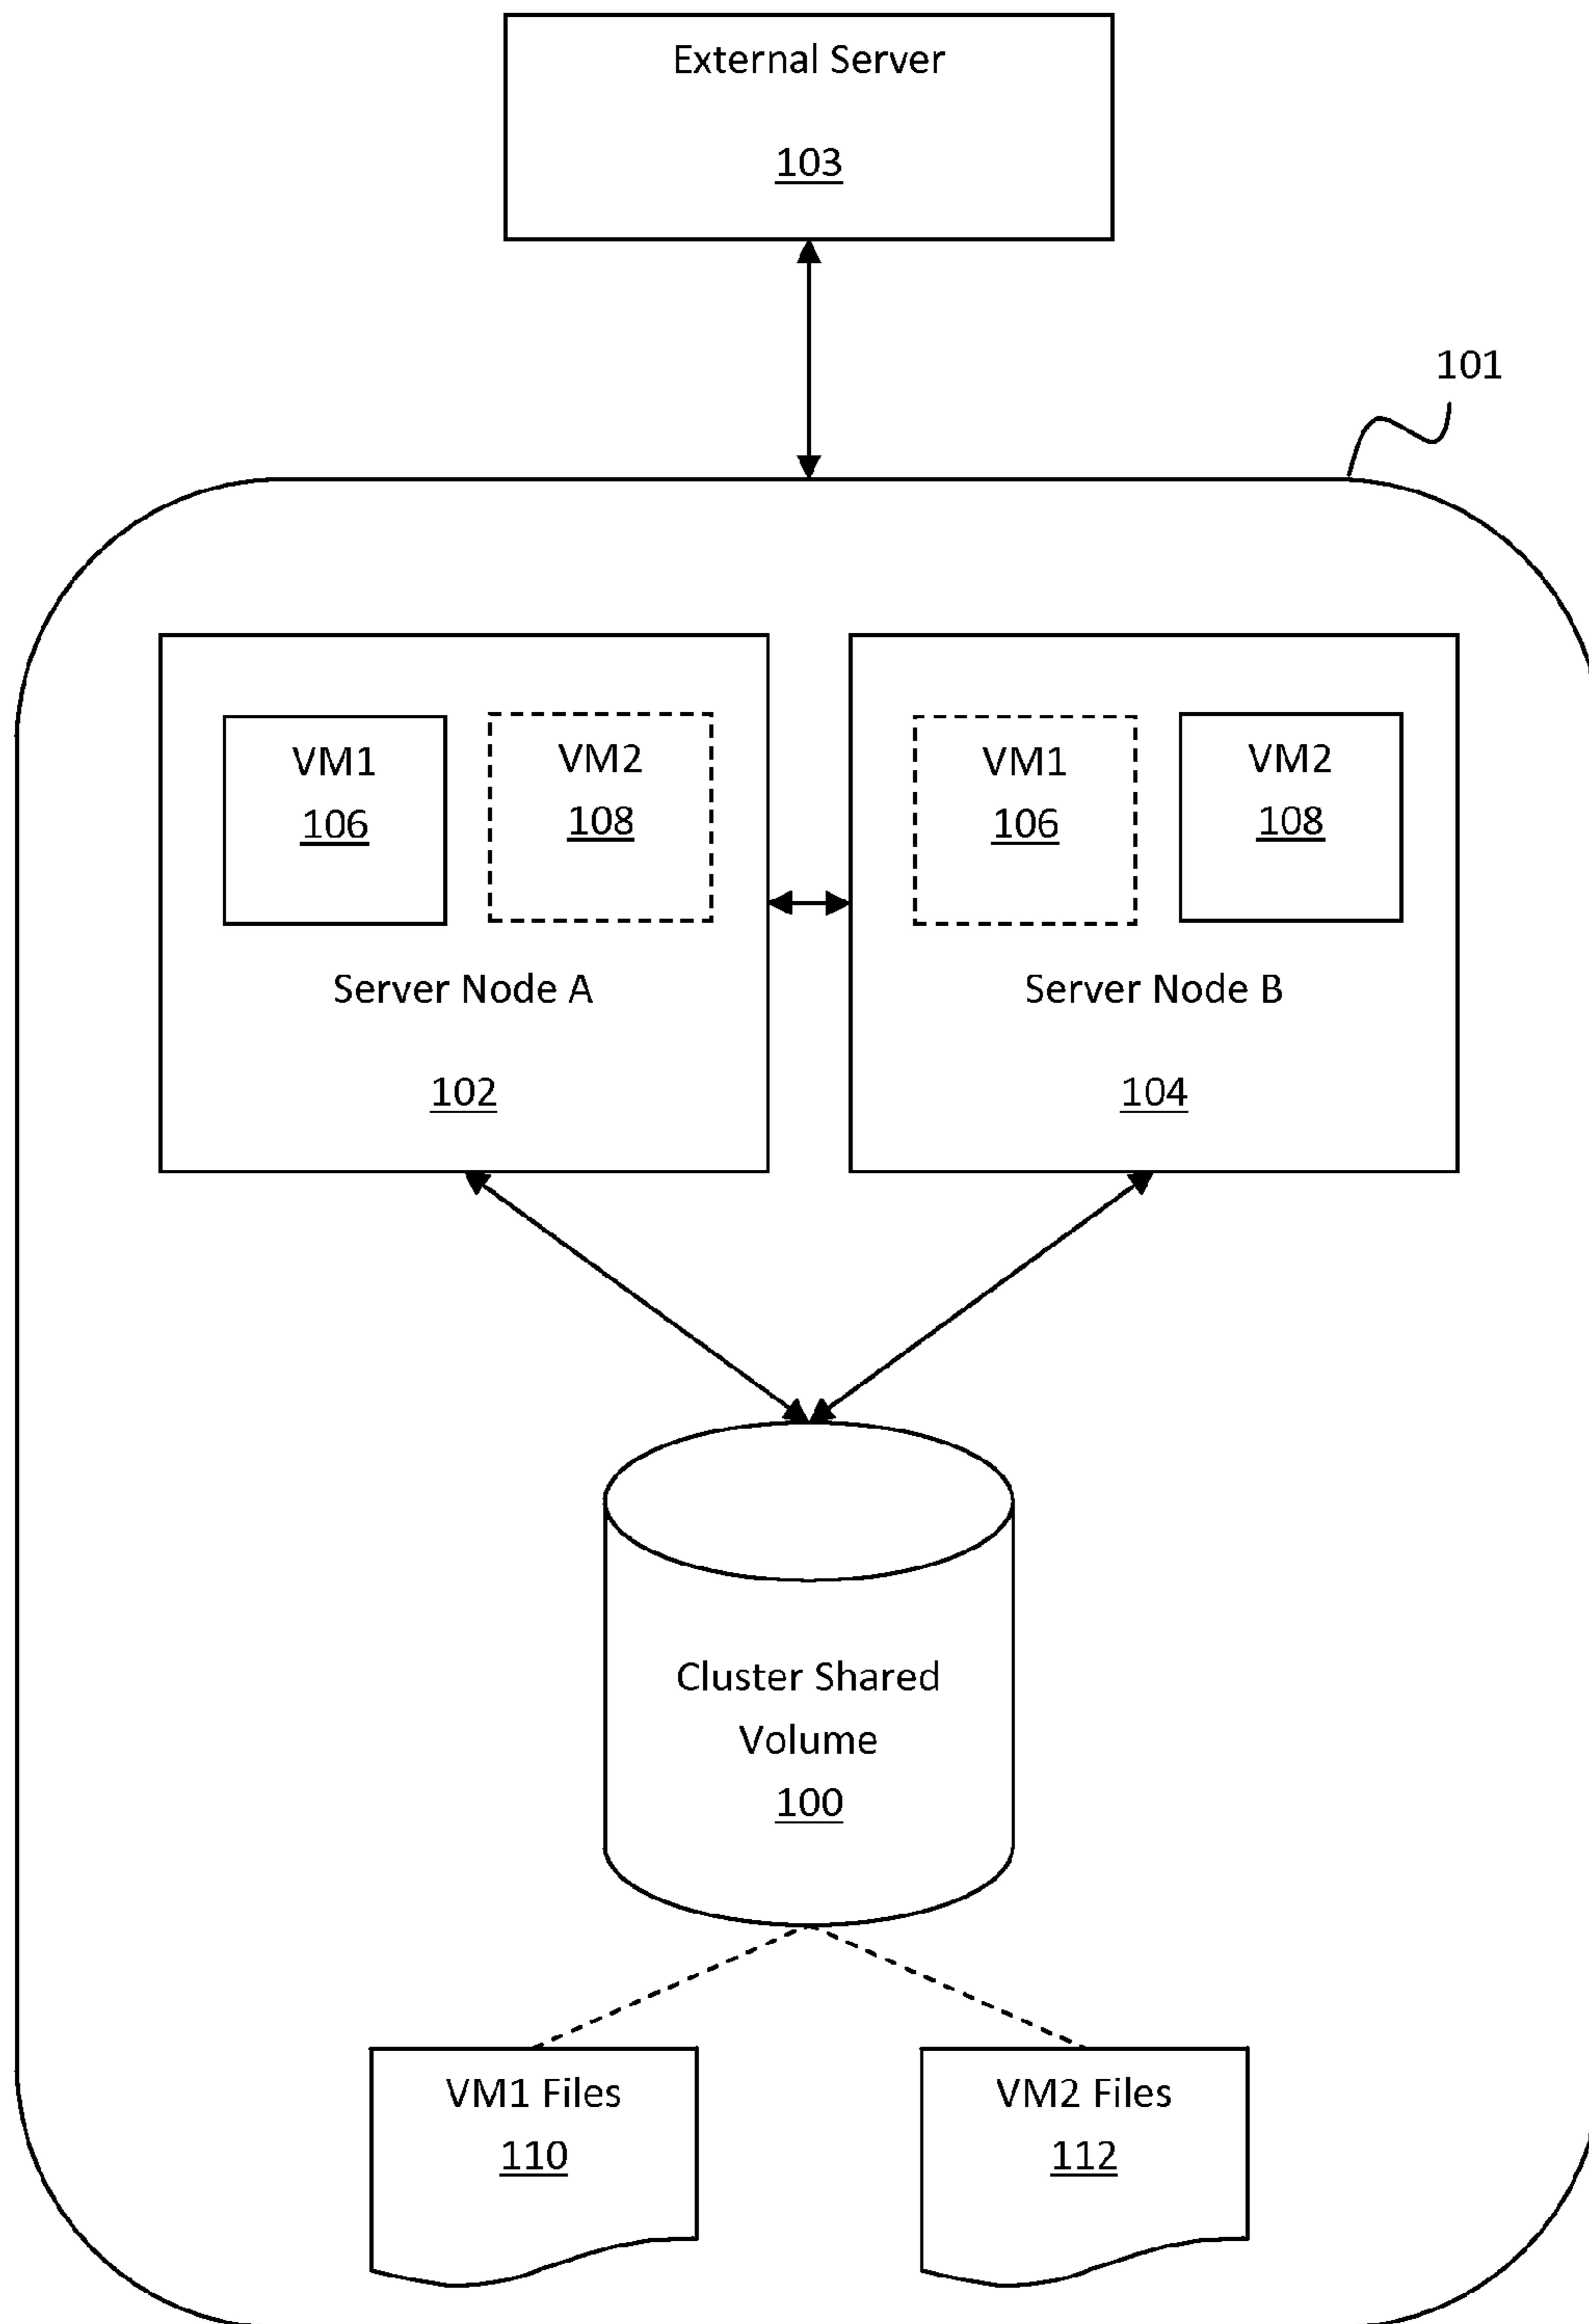 External Server
103
101
VM1
106
VM2
108
Server Node A
102
VM1
106
VM2
108
Server Node B
104
Cluster Shared
Volume
100
VM1 Files
110
VM2 Files
112